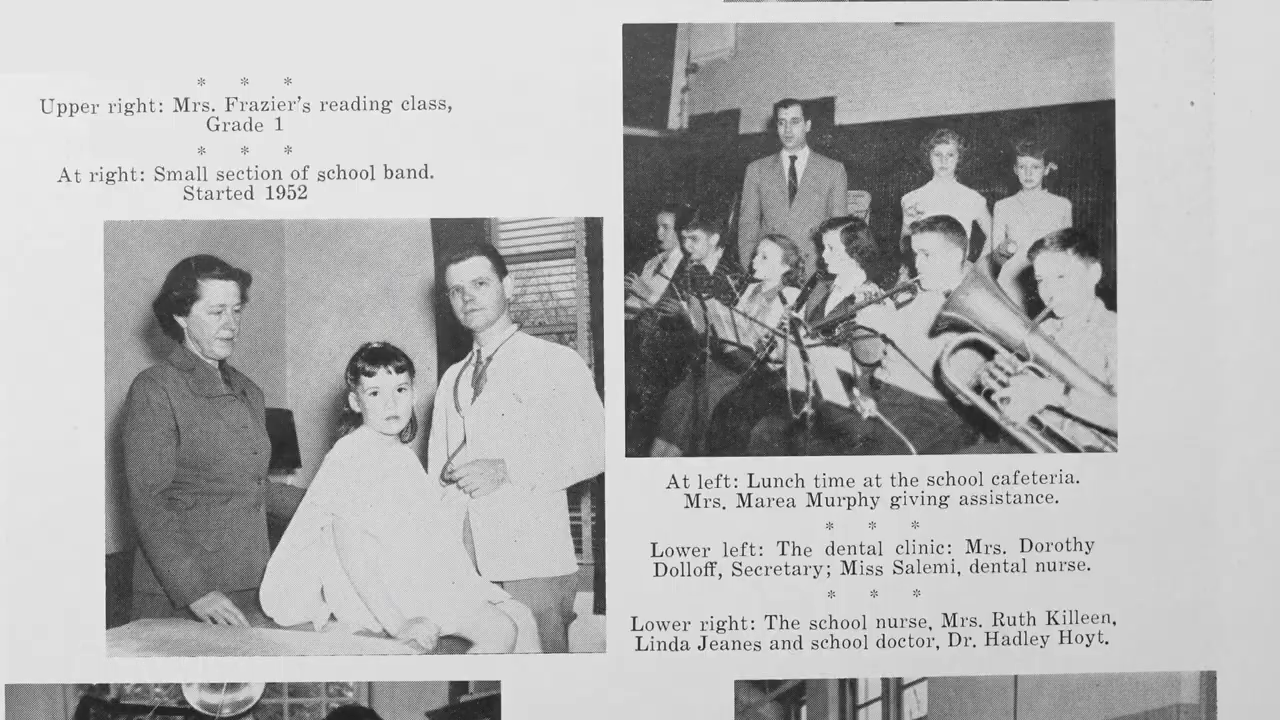 * * *
Upper right: Mrs. Frazier's reading class,
Grade 1
* * *
At right: Small section of school band.
Started 1952
At left: Lunch time at the school cafeteria.
Mrs. Marea Murphy giving assistance.
* * *
Lower left: The dental clinic: Mrs. Dorothy
Dolloff, Secretary; Miss Salemi, dental nurse.
* * *
Lower right: The school nurse, Mrs. Ruth Killeen,
Linda Jeanes and school doctor, Dr. Hadley Hoyt.